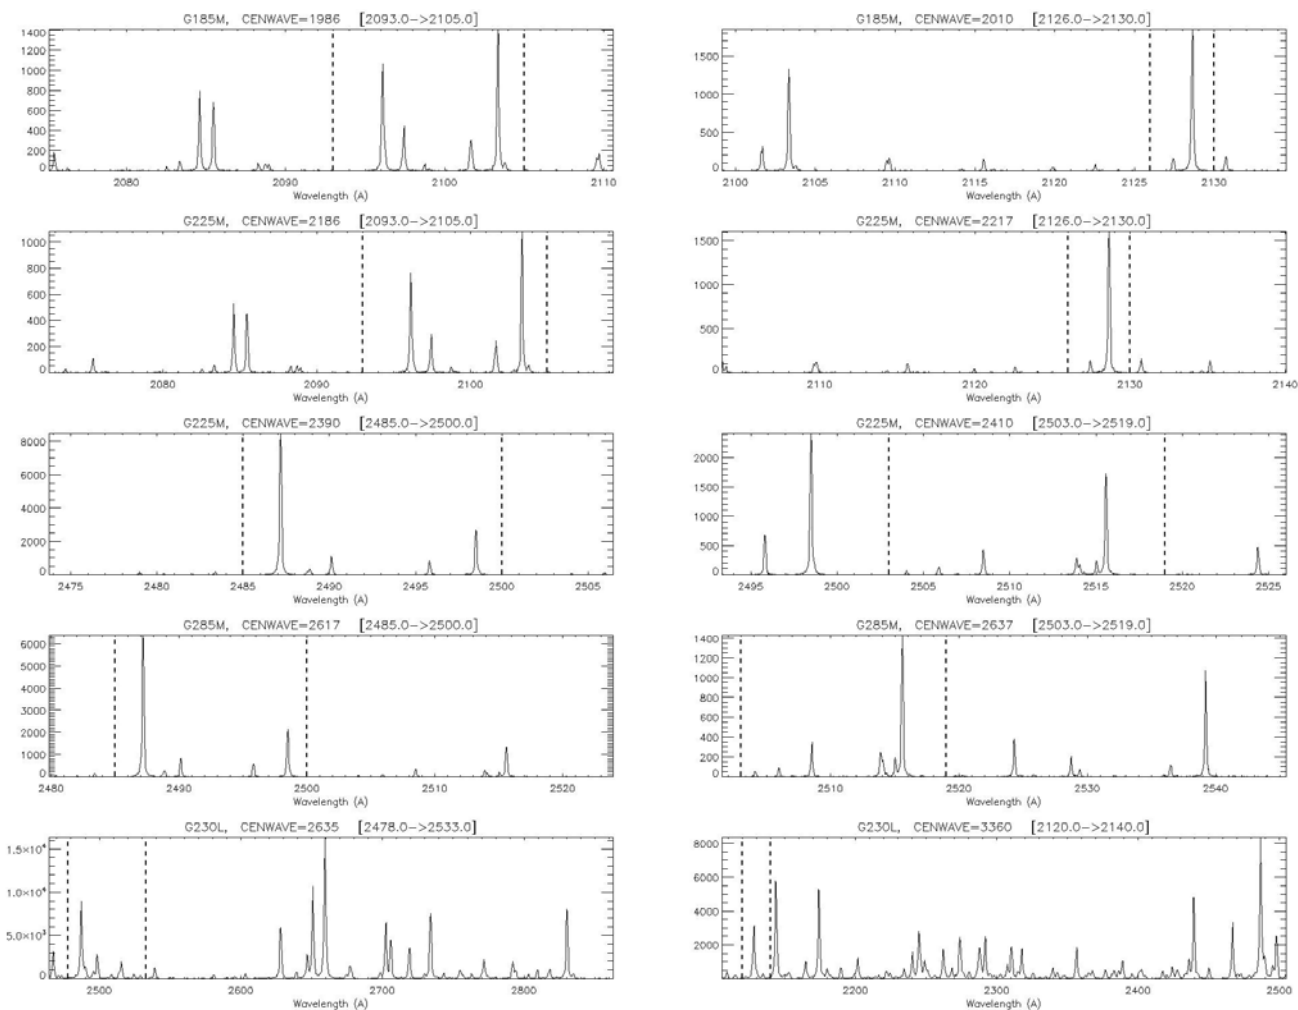 G185M, CENWAVE=1986 [2093.0->2105.0]
1400
1200
1000
800
600
400
200
0
2080 2090 2100 2110
Wavelength (A)
G185M, CENWAVE=2010 [2126.0->2130.0]
1500
1000
500
0
2100 2105 2110 2115 2120 2125 2130
Wavelength (A)
G225M, CENWAVE=2186 [2093.0->2105.0]
1000
800
600
400
200
0
2080 2090 2100
Wavelength (A)
G225M, CENWAVE=2217 [2126.0->2130.0]
1500
1000
500
0
2110 2120 2130 2140
Wavelength (A)
G225M, CENWAVE=2390 [2485.0->2500.0]
8000
6000
4000
2000
0
2475 2480 2485 2490 2495 2500 2505
Wavelength (A)
G225M, CENWAVE=2410 [2503.0->2519.0]
2000
1500
1000
500
0
2495 2500 2505 2510 2515 2520 2525
Wavelength (A)
G285M, CENWAVE=2617 [2485.0->2500.0]
6000
5000
4000
3000
2000
1000
0
2480 2490 2500 2510 2520
Wavelength (A)
G285M, CENWAVE=2637 [2503.0->2519.0]
1400
1200
1000
800
600
400
200
0
2510 2520 2530 2540
Wavelength (A)
G230L, CENWAVE=2635 [2478.0->2533.0]
1.5×10⁴
1.0×10⁴
5.0×10³
0
2500 2600 2700 2800
Wavelength (A)
G230L, CENWAVE=3360 [2120.0->2140.0]
8000
6000
4000
2000
0
2200 2300 2400 2500
Wavelength (A)